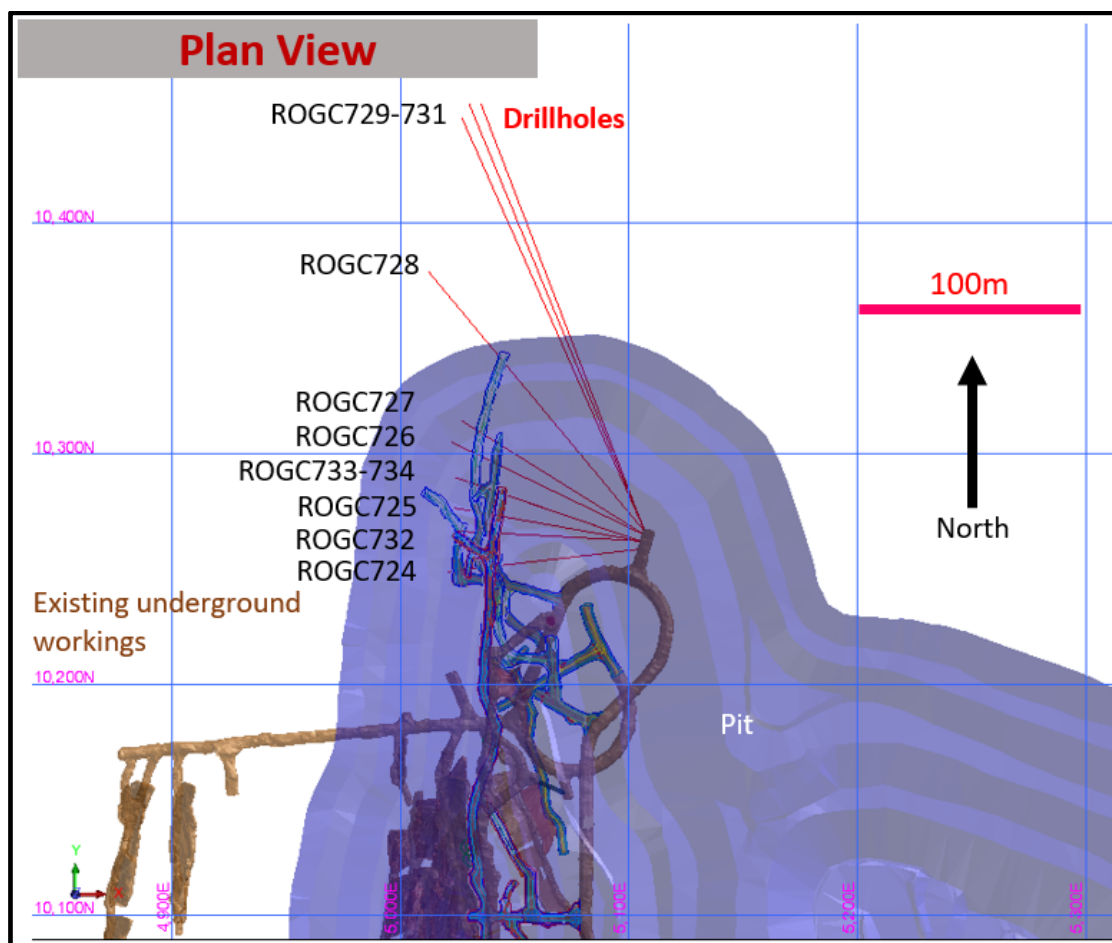 Plan View
ROGC729-731
Drillholes
10,400N
ROGC728
100m
ROGC727
10,300N
ROGC726
ROGC733-734
ROGC725
North
ROGC732
ROGC724
Existing underground
workings
10,200N
Pit
Y
X
10,100N
4,900E
5,000E
5,100E
5,200E
5,300E